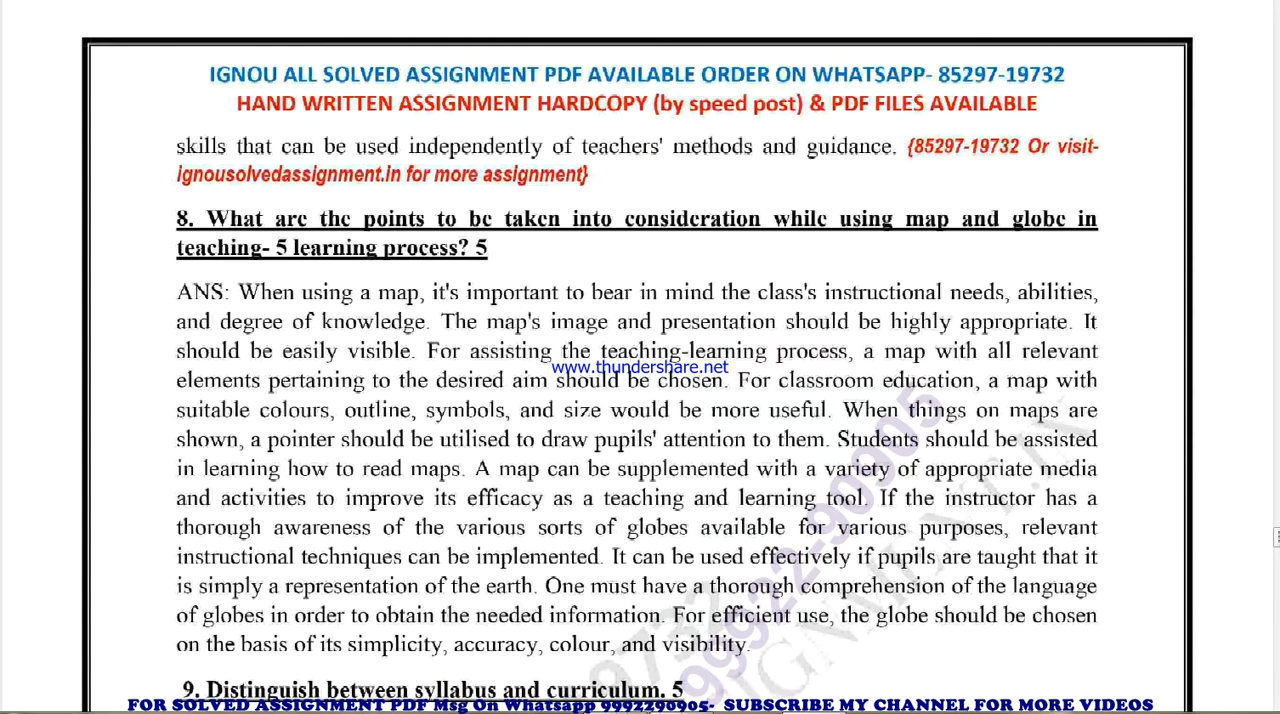 IGNOU ALL SOLVED ASSIGNMENT PDF AVAILABLE ORDER ON WHATSAPP- 85297-19732
HAND WRITTEN ASSIGNMENT HARDCOPY (by speed post) & PDF FILES AVAILABLE
skills that can be used independently of teachers' methods and guidance. {85297-19732 Or visit-
ignousolvedassignment.in for more assignment}
8. What are the points to be taken into consideration while using map and globe in
teaching- 5 learning process? 5
ANS: When using a map, it's important to bear in mind the class's instructional needs, abilities,
and degree of knowledge. The map's image and presentation should be highly appropriate. It
should be easily visible. For assisting the teaching-learning process, a map with all relevant
www.thundershare.net
elements pertaining to the desired aim should be chosen. For classroom education, a map with
suitable colours, outline, symbols, and size would be more useful. When things on maps are
shown, a pointer should be utilised to draw pupils' attention to them. Students should be assisted
in learning how to read maps. A map can be supplemented with a variety of appropriate media
and activities to improve its efficacy as a teaching and learning tool. If the instructor has a
thorough awareness of the various sorts of globes available for various purposes, relevant
instructional techniques can be implemented. It can be used effectively if pupils are taught that it
is simply a representation of the earth. One must have a thorough comprehension of the language
of globes in order to obtain the needed information. For efficient use, the globe should be chosen
on the basis of its simplicity, accuracy, colour, and visibility.
99922-90905
9732
IGNMENT.IN
9. Distinguish between syllabus and curriculum. 5
FOR SOLVED ASSIGNMENT PDF Msg On Whatsapp 9992290905- SUBSCRIBE MY CHANNEL FOR MORE VIDEOS